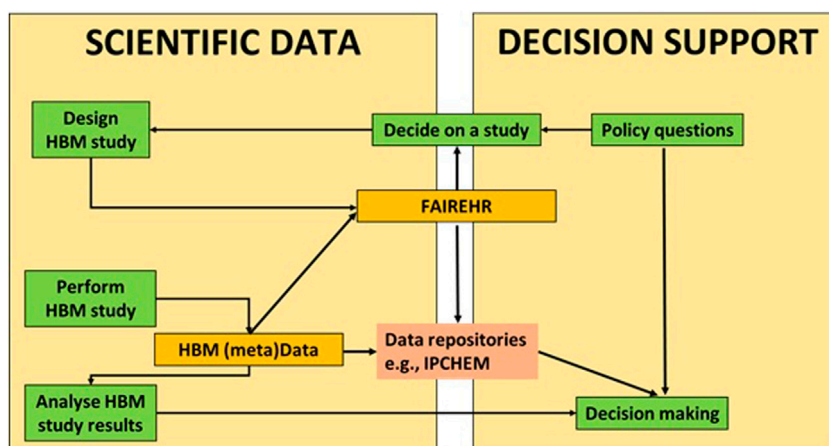 SCIENTIFIC DATA
DECISION SUPPORT
Design
HBM study
Decide on a study
Policy questions
FAIREHR
Perform
HBM study
HBM (meta)Data
Data repositories
e.g., IPCHEM
Analyse HBM
study results
Decision making